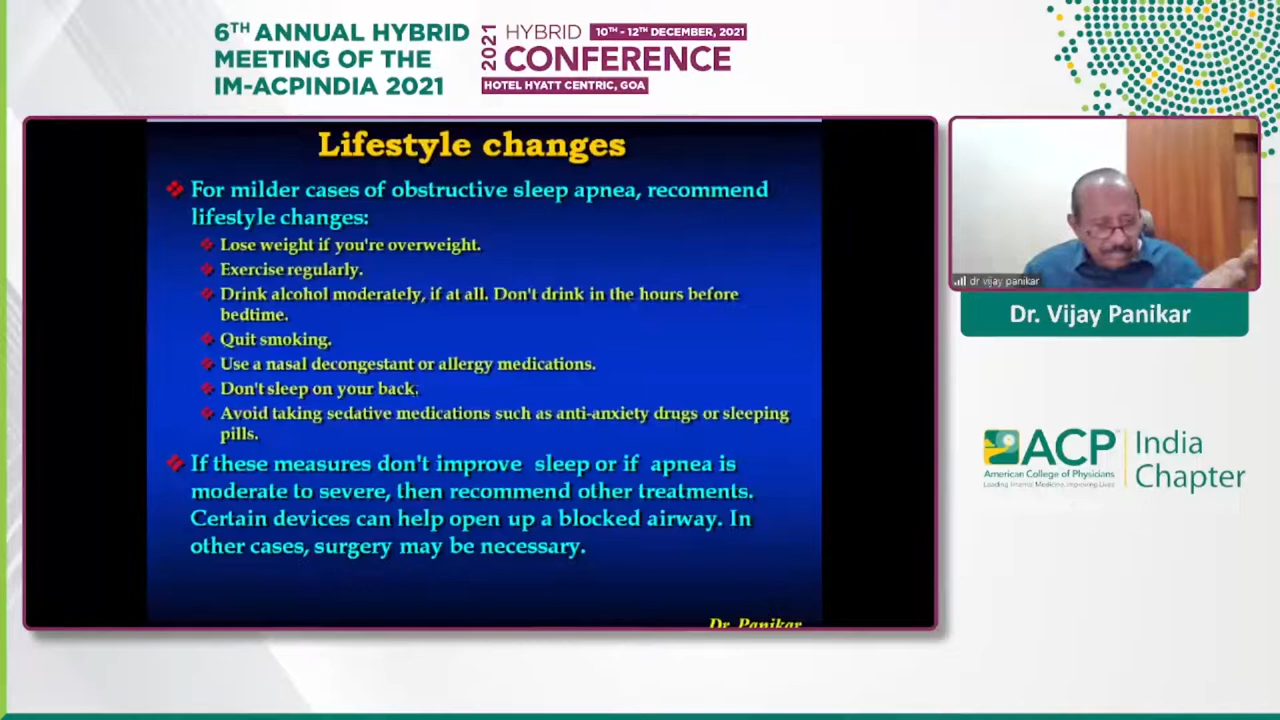 6TH ANNUAL HYBRID
MEETING OF THE
IM-ACPINDIA 2021
2021
HYBRID
10TH - 12TH DECEMBER, 2021
CONFERENCE
HOTEL HYATT CENTRIC, GOA
Lifestyle changes
For milder cases of obstructive sleep apnea, recommend
lifestyle changes:
Lose weight if you're overweight.
Exercise regularly.
Drink alcohol moderately, if at all. Don't drink in the hours before
bedtime.
Quit smoking.
Use a nasal decongestant or allergy medications.
Don't sleep on your back.
Avoid taking sedative medications such as anti-anxiety drugs or sleeping
pills.
If these measures don't improve sleep or if apnea is
moderate to severe, then recommend other treatments.
Certain devices can help open up a blocked airway. In
other cases, surgery may be necessary.
Dr. Panikar
dr vijay panikar
Dr. Vijay Panikar
ACP
American College of Physicians
Leading Internal Medicine, Improving Lives
India
Chapter